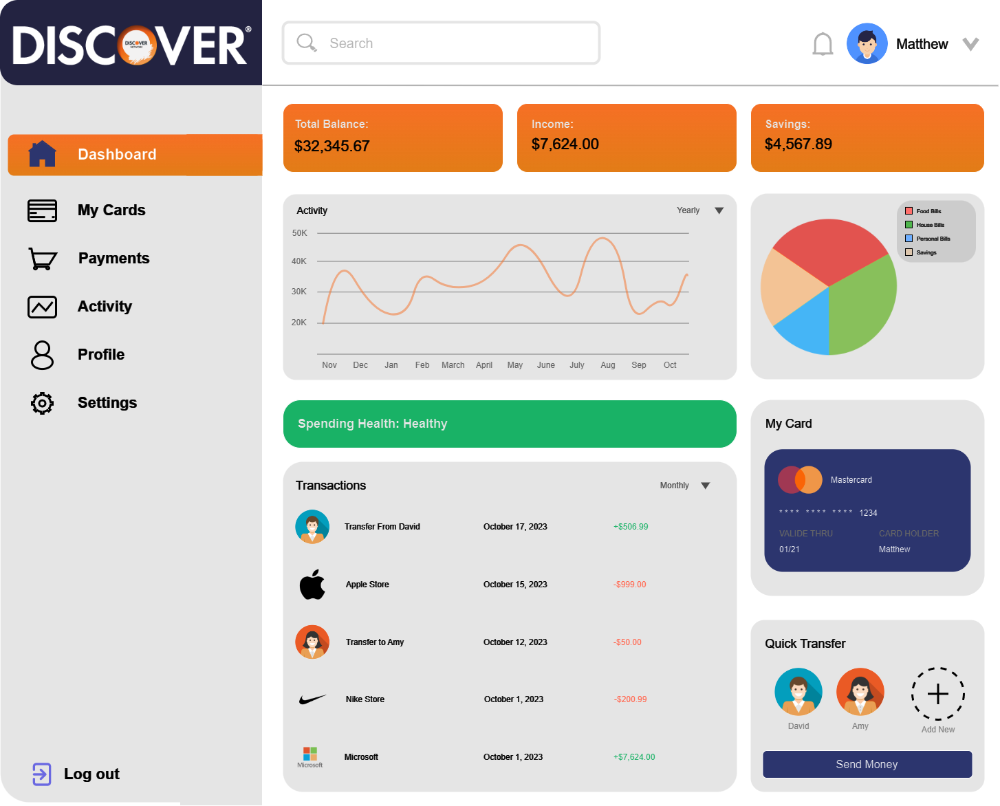 DISCOVER®
DISCOVER
NETWORK
Search
Matthew
Dashboard
My Cards
Payments
Activity
Profile
Settings
Log out
Total Balance:
$32,345.67
Income:
$7,624.00
Savings:
$4,567.89
Activity
Yearly
50K
40K
30K
20K
Nov Dec Jan Feb March April May June July Aug Sep Oct
Food Bills
House Bills
Personal Bills
Savings
Spending Health: Healthy
Transactions
Monthly
Transfer From David October 17, 2023 +$506.99
Apple Store October 15, 2023 -$999.00
Transfer to Amy October 12, 2023 -$50.00
Nike Store October 1, 2023 -$200.99
Microsoft
Microsoft October 1, 2023 +$7,624.00
My Card
Mastercard
**** **** **** 1234
VALIDE THRU CARD HOLDER
01/21 Matthew
Quick Transfer
David Amy Add New
Send Money